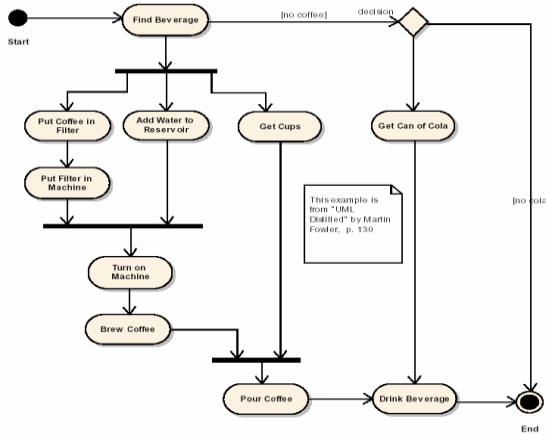 Find Beverage
[no coffee]
decision
Start
Put Coffee in
Filter
Add Water to
Reservoir
Get Cups
Get Can of Cola
Put Filter in
Machine
This example is
from "UML
Distilled" by Martin
Fowler, p. 130
[no cola
Turn on
Machine
Brew Coffee
Pour Coffee
Drink Beverage
End